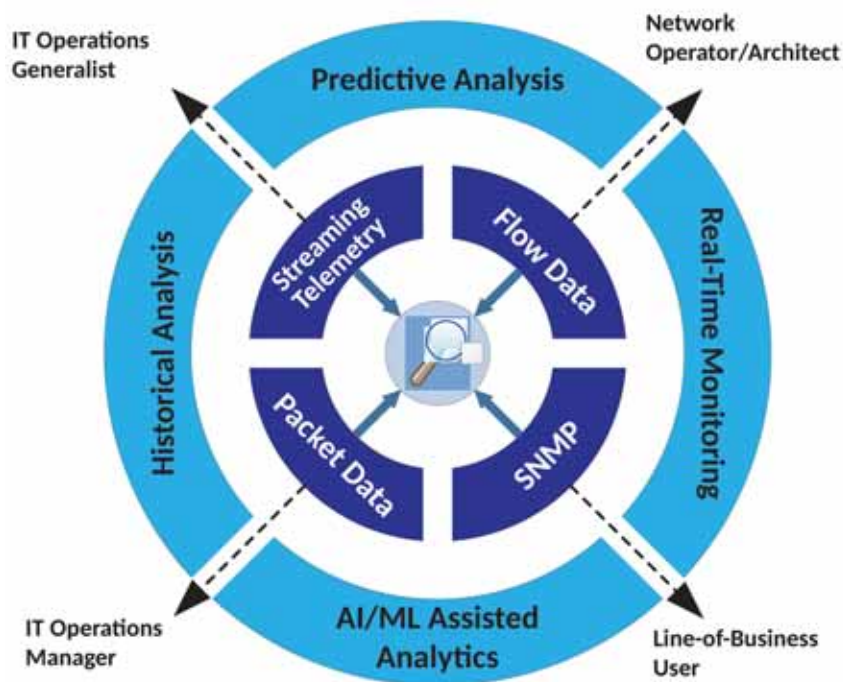 IT Operations
Generalist
Network
Operator/Architect
Predictive Analysis
Streaming
Telemetry
Flow Data
Historical Analysis
Real-Time Monitoring
Packet Data
SNMP
AI/ML Assisted
Analytics
IT Operations
Manager
Line-of-Business
User